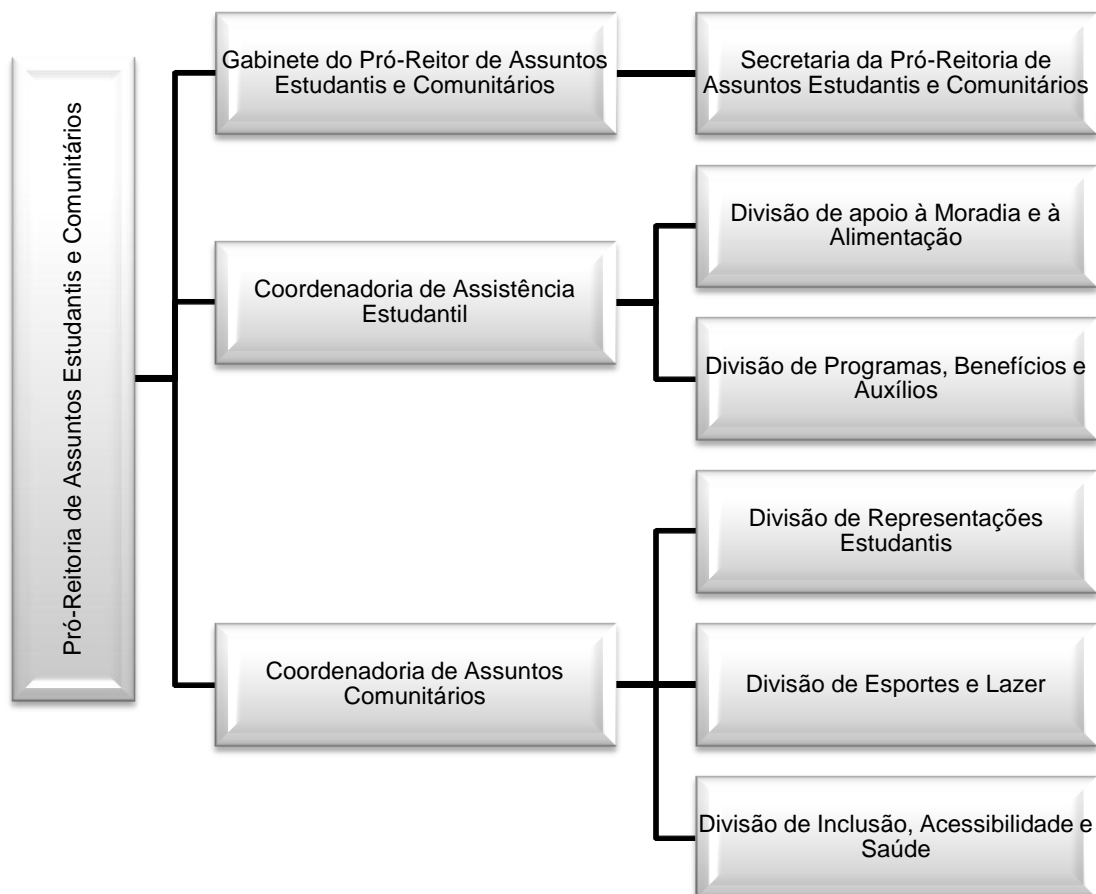 Pró-Reitoria de Assuntos Estudantis e Comunitários
Gabinete do Pró-Reitor de Assuntos
Estudantis e Comunitários
Secretaria da Pró-Reitoria de
Assuntos Estudantis e Comunitários
Coordenadoria de Assistência
Estudantil
Divisão de apoio à Moradia e à
Alimentação
Divisão de Programas, Benefícios e
Auxílios
Coordenadoria de Assuntos
Comunitários
Divisão de Representações
Estudantis
Divisão de Esportes e Lazer
Divisão de Inclusão, Acessibilidade e
Saúde